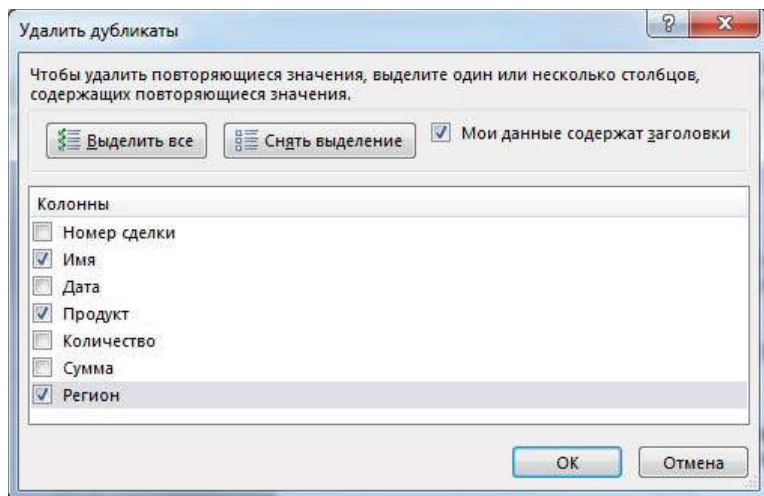 Удалить дубликаты
Чтобы удалить повторяющиеся значения, выделите один или несколько столбцов,
содержащих повторяющиеся значения.
Выделить все
Снять выделение
Мои данные содержат заголовки
Колонны
Номер сделки
Имя
Дата
Продукт
Количество
Сумма
Регион
ОК
Отмена